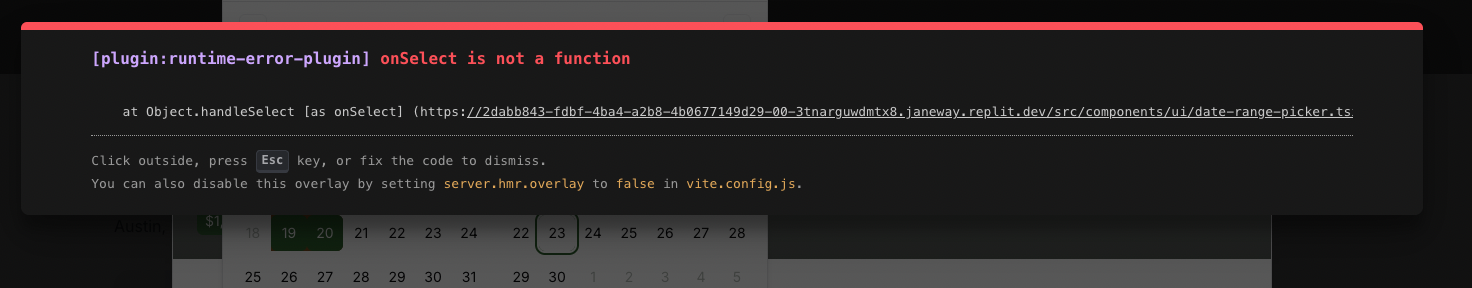 [plugin:runtime-error-plugin] onSelect is not a function
at Object.handleSelect [as onSelect] (https://2dabb843-fdbf-4ba4-a2b8-4b0677149d29-00-3tnarguwdmtx8.janeway.replit.dev/src/components/ui/date-range-picker.ts
Click outside, press Esc key, or fix the code to dismiss.
You can also disable this overlay by setting server.hmr.overlay to false in vite.config.js.
Austin, $1, 18 19 20 21 22 23 24 22 23 24 25 26 27 28
25 26 27 28 29 30 31 29 30 1 2 3 4 5